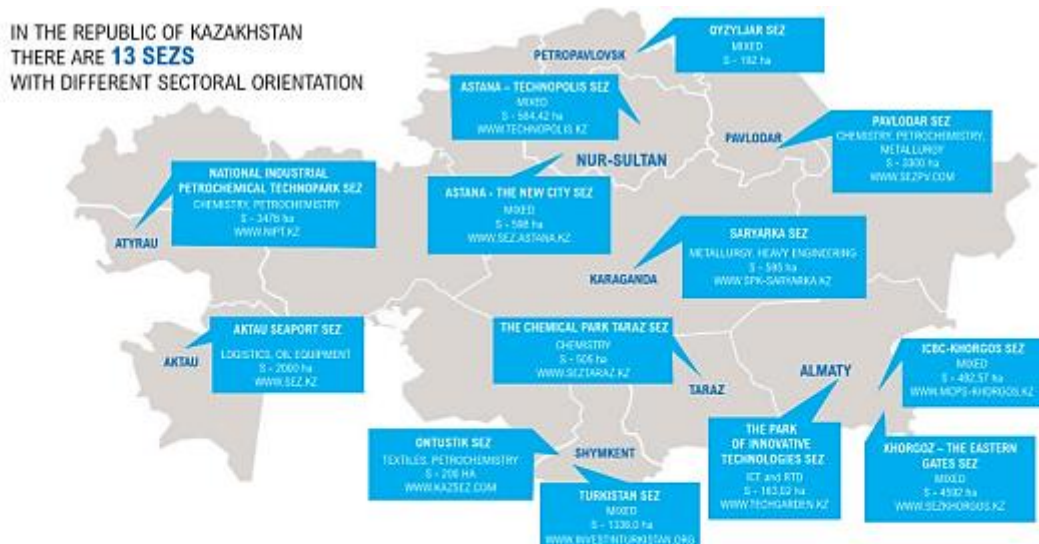 IN THE REPUBLIC OF KAZAKHSTAN
THERE ARE 13 SEZS
WITH DIFFERENT SECTORAL ORIENTATION
QYZYLJAR SEZ
MIXED
S - 192 ha
PETROPAVLOVSK
ASTANA – TECHNOPOLIS SEZ
MIXED
S - 584,42 ha
WWW.TECHNOPOLIS.KZ
PAVLODAR SEZ
CHEMISTRY, PETROCHEMISTRY,
METALLURGY
S - 3300 ha
WWW.SEZPV.COM
PAVLODAR
NUR-SULTAN
NATIONAL INDUSTRIAL
PETROCHEMICAL TECHNOPARK SEZ
CHEMISTRY, PETROCHEMISTRY
S - 3476 ha
WWW.NIPT.KZ
ATYRAU
ASTANA - THE NEW CITY SEZ
MIXED
S - 598 ha
WWW.SEZ.ASTANA.KZ
SARYARKA SEZ
METALLURGY, HEAVY ENGINEERING
S - 595 ha
WWW.SPK-SARYARKA.KZ
KARAGANDA
AKTAU SEAPORT SEZ
LOGISTICS, OIL EQUIPMENT
S - 2000 ha
WWW.SEZ.KZ
AKTAU
THE CHEMICAL PARK TARAZ SEZ
CHEMISTRY
S - 505 ha
WWW.SEZTARAZ.KZ
TARAZ
ALMATY
ICBC-KHORGOS SEZ
MIXED
S - 492,57 ha
WWW.MCPS-KHORGOS.KZ
ONTUSTIK SEZ
TEXTILES, PETROCHEMISTRY
S - 200 HA
WWW.KAZSEZ.COM
SHYMKENT
TURKISTAN SEZ
MIXED
S - 1338,0 ha
WWW.INVESTINTURKISTAN.ORG
THE PARK
OF INNOVATIVE
TECHNOLOGIES SEZ
ICT and RTD
S - 163,02 ha
WWW.TECHGARDEN.KZ
KHORGOZ – THE EASTERN
GATES SEZ
MIXED
S - 4592 ha
WWW.SEZKHORGOS.KZ